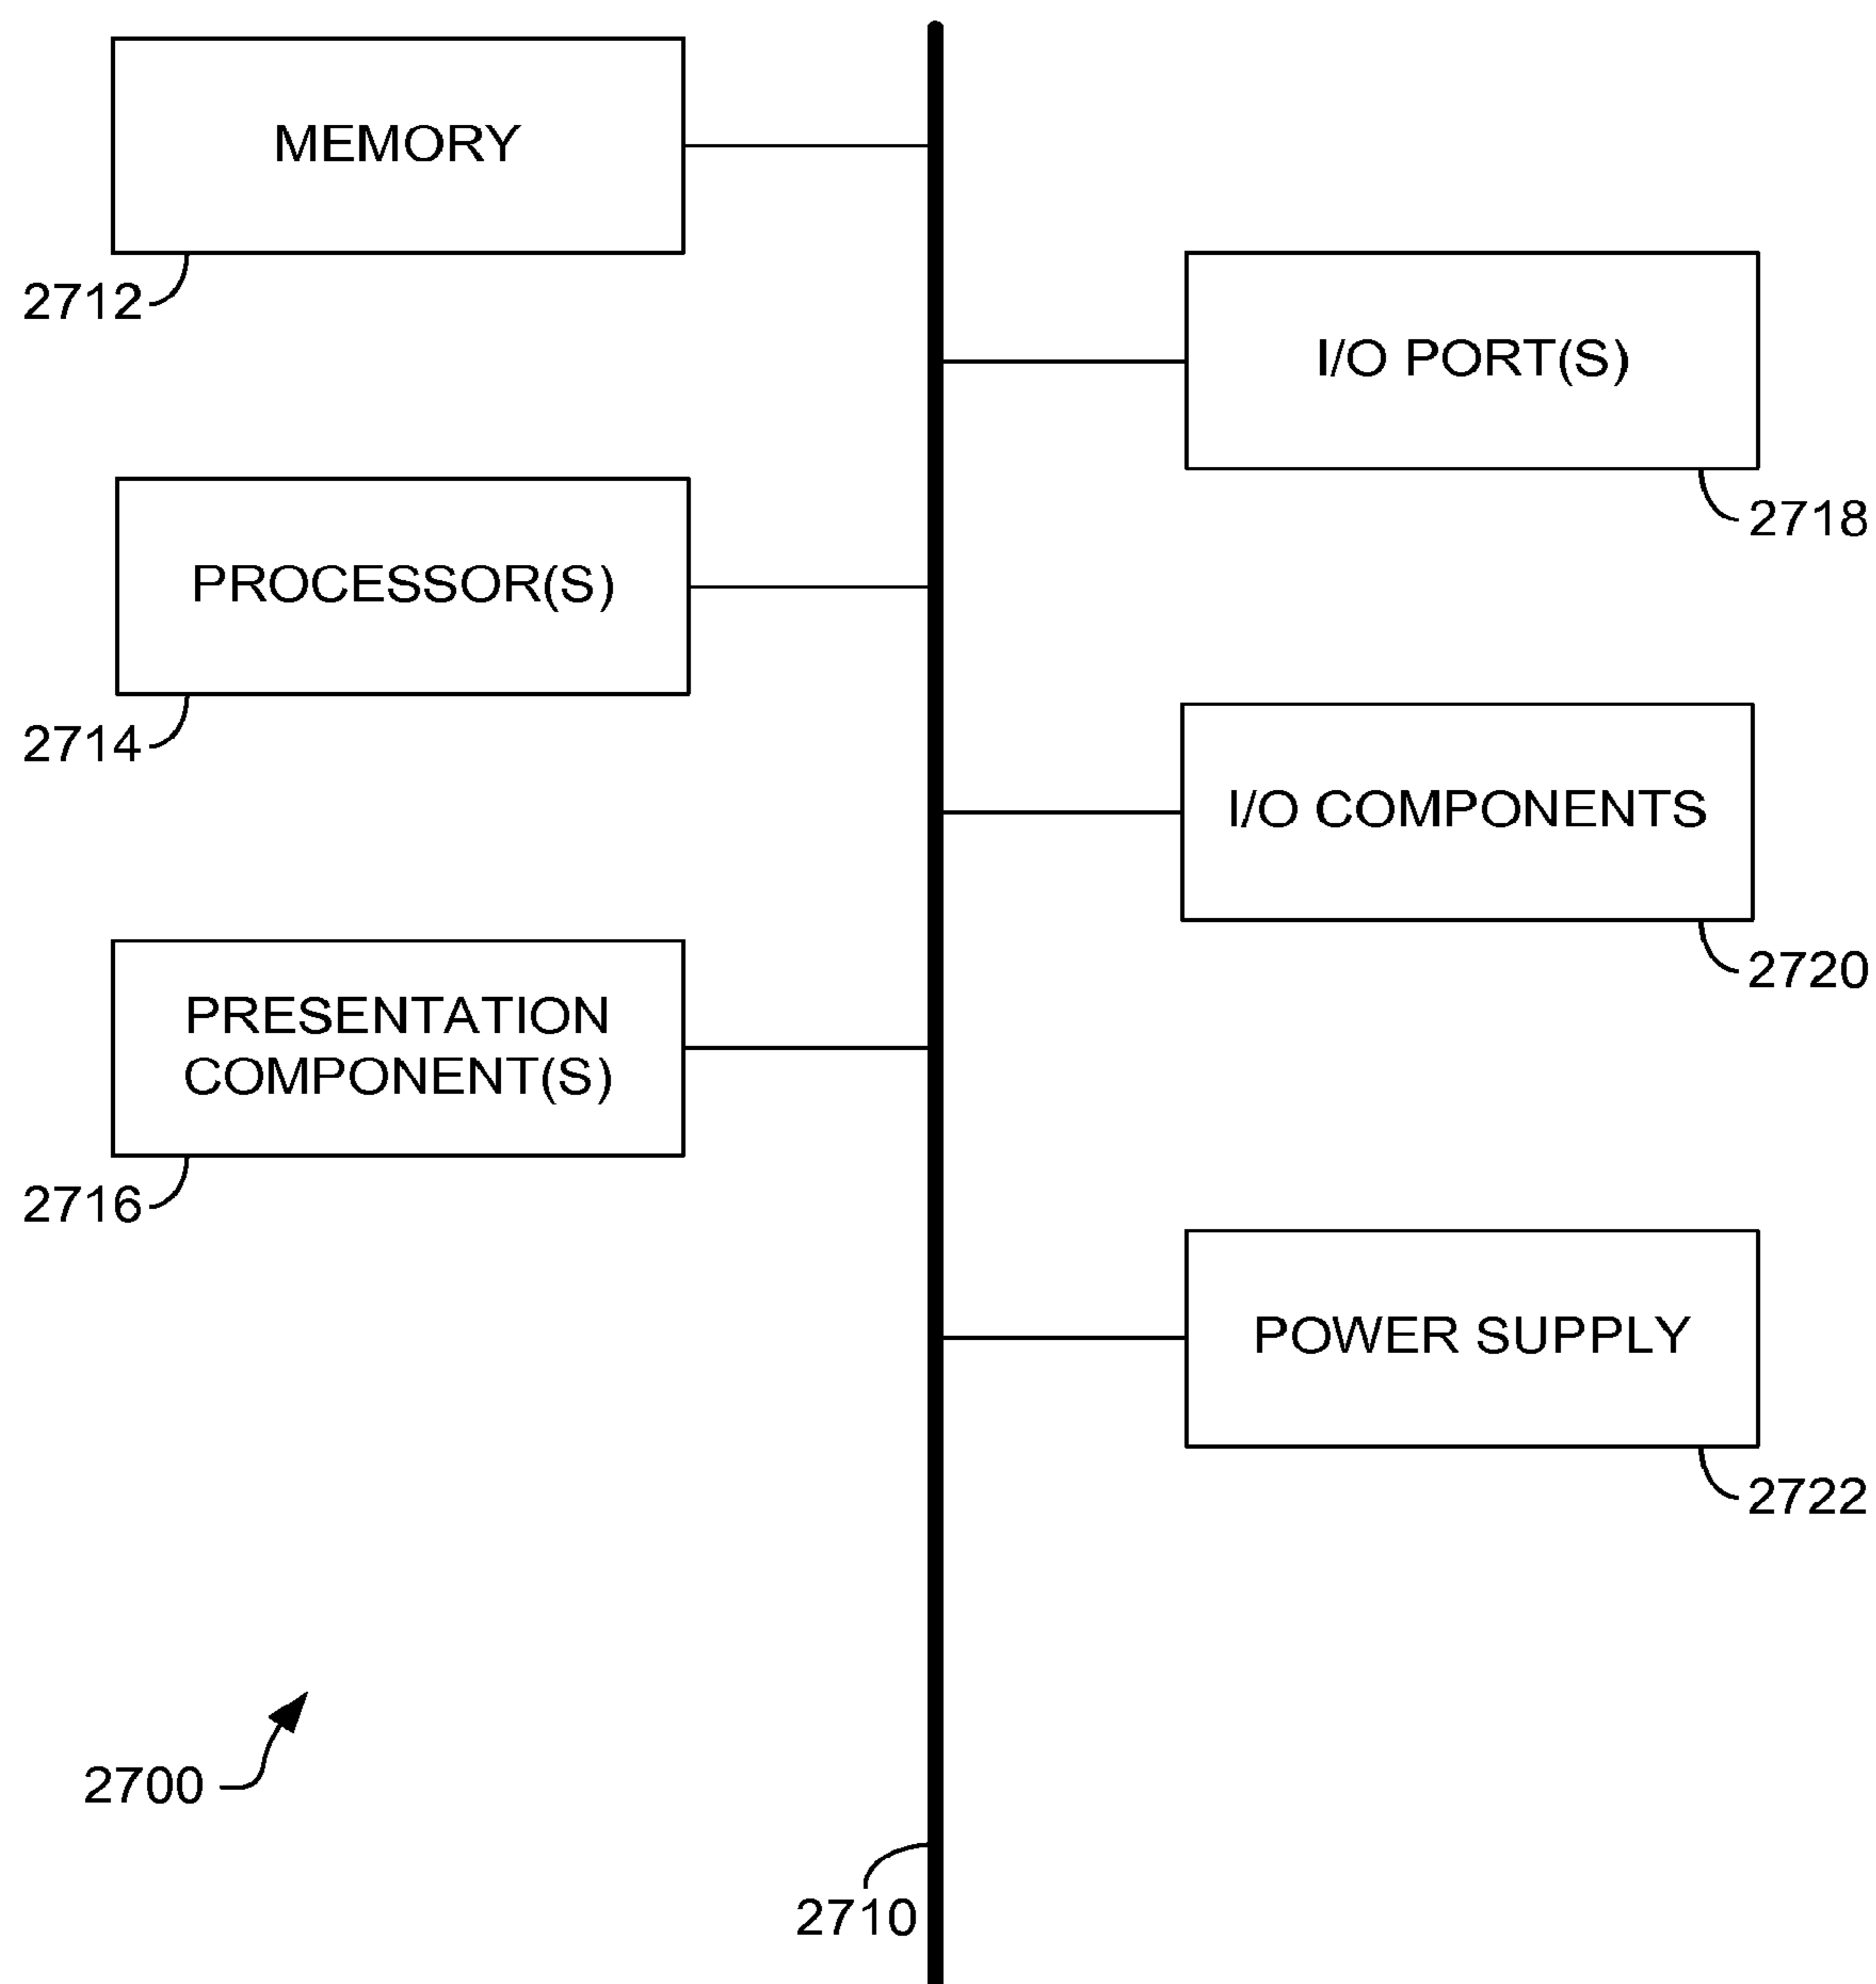 MEMORY
2712
I/O PORT(S)
2718
PROCESSOR(S)
2714
I/O COMPONENTS
2720
PRESENTATION
COMPONENT(S)
2716
POWER SUPPLY
2722
2700
2710